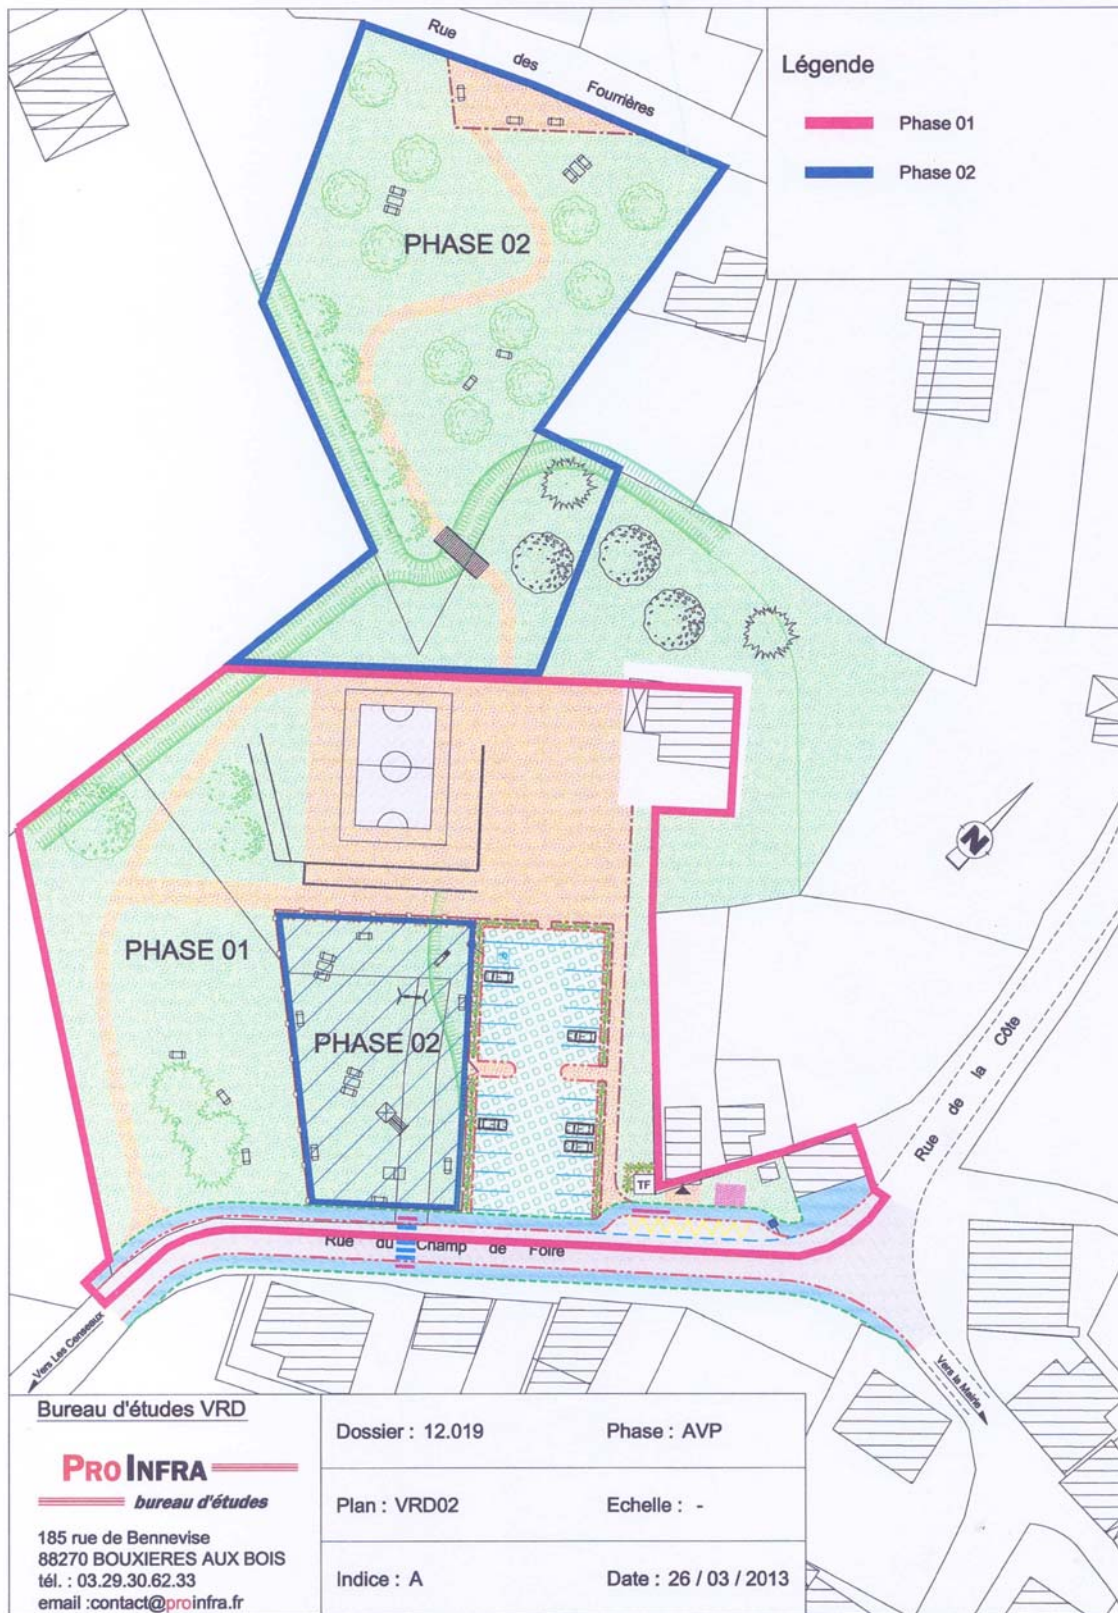 Rue des Fourrières
Légende
Phase 01
Phase 02
PHASE 02
N
PHASE 01
PHASE 02
Rue de la Côte
TF
Rue du Champ de Foire
Vers Les Censeaux
Vers la Mairie
Bureau d'études VRD
PRO INFRA
bureau d'études
185 rue de Bennevise
88270 BOUXIERES AUX BOIS
tél. : 03.29.30.62.33
email :contact@proinfra.fr
Dossier : 12.019
Phase : AVP
Plan : VRD02
Echelle : -
Indice : A
Date : 26 / 03 / 2013